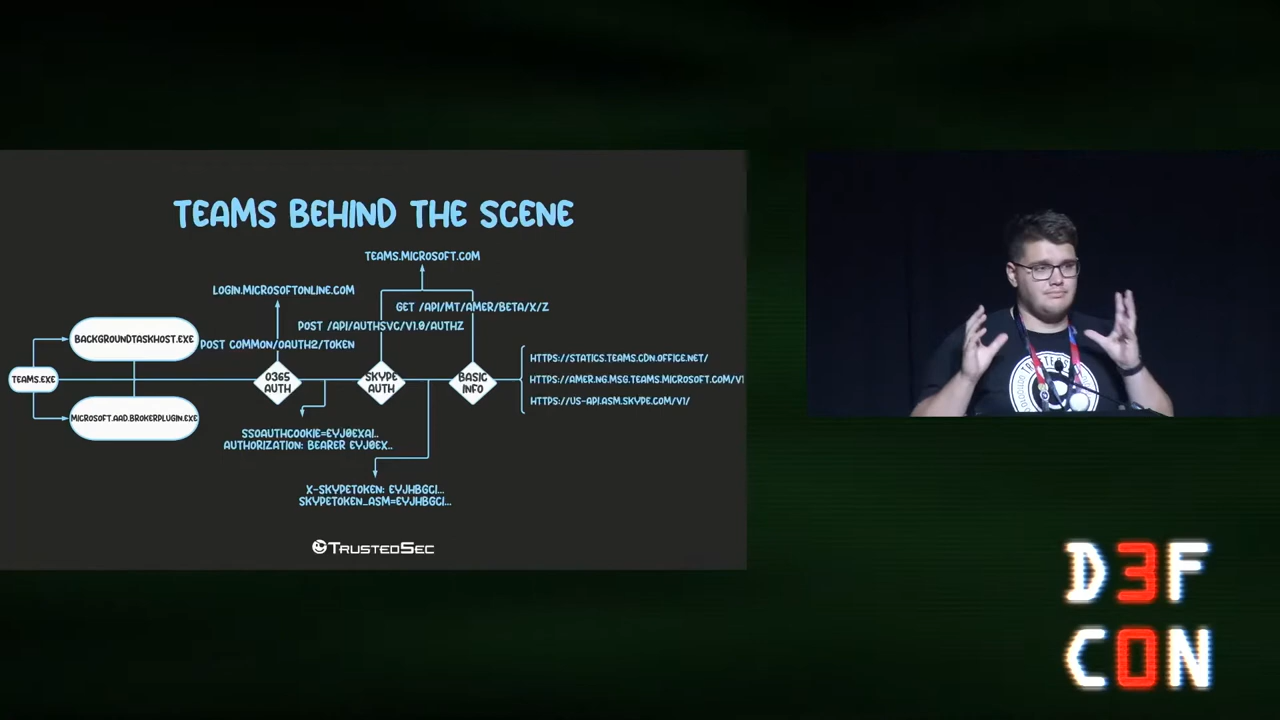 TEAMS BEHIND THE SCENE
TEAMS.MICROSOFT.COM
LOGIN.MICROSOFTONLINE.COM
GET /API/MT/AMER/BETA/X/Z
POST /API/AUTHSVC/V1.0/AUTHZ
POST COMMON/OAUTH2/TOKEN
BACKGROUNDTASKHOST.EXE
TEAMS.EXE
MICROSOFT.AAD.BROKERPLUGIN.EXE
O365
AUTH
SKYPE
AUTH
BASIC
INFO
HTTPS://STATICS.TEAMS.CDN.OFFICE.NET/
HTTPS://AMER.NG.MSG.TEAMS.MICROSOFT.COM/V1
HTTPS://US-API.ASM.SKYPE.COM/V1/
SSOAUTHCOOKIE=EYJ0EXAI..
AUTHORIZATION: BEARER EYJ0EX..
X-SKYPETOKEN: EYJHBGCI...
SKYPETOKEN_ASM=EYJHBGCI...
TRUSTEDSEC
D3F
C0N